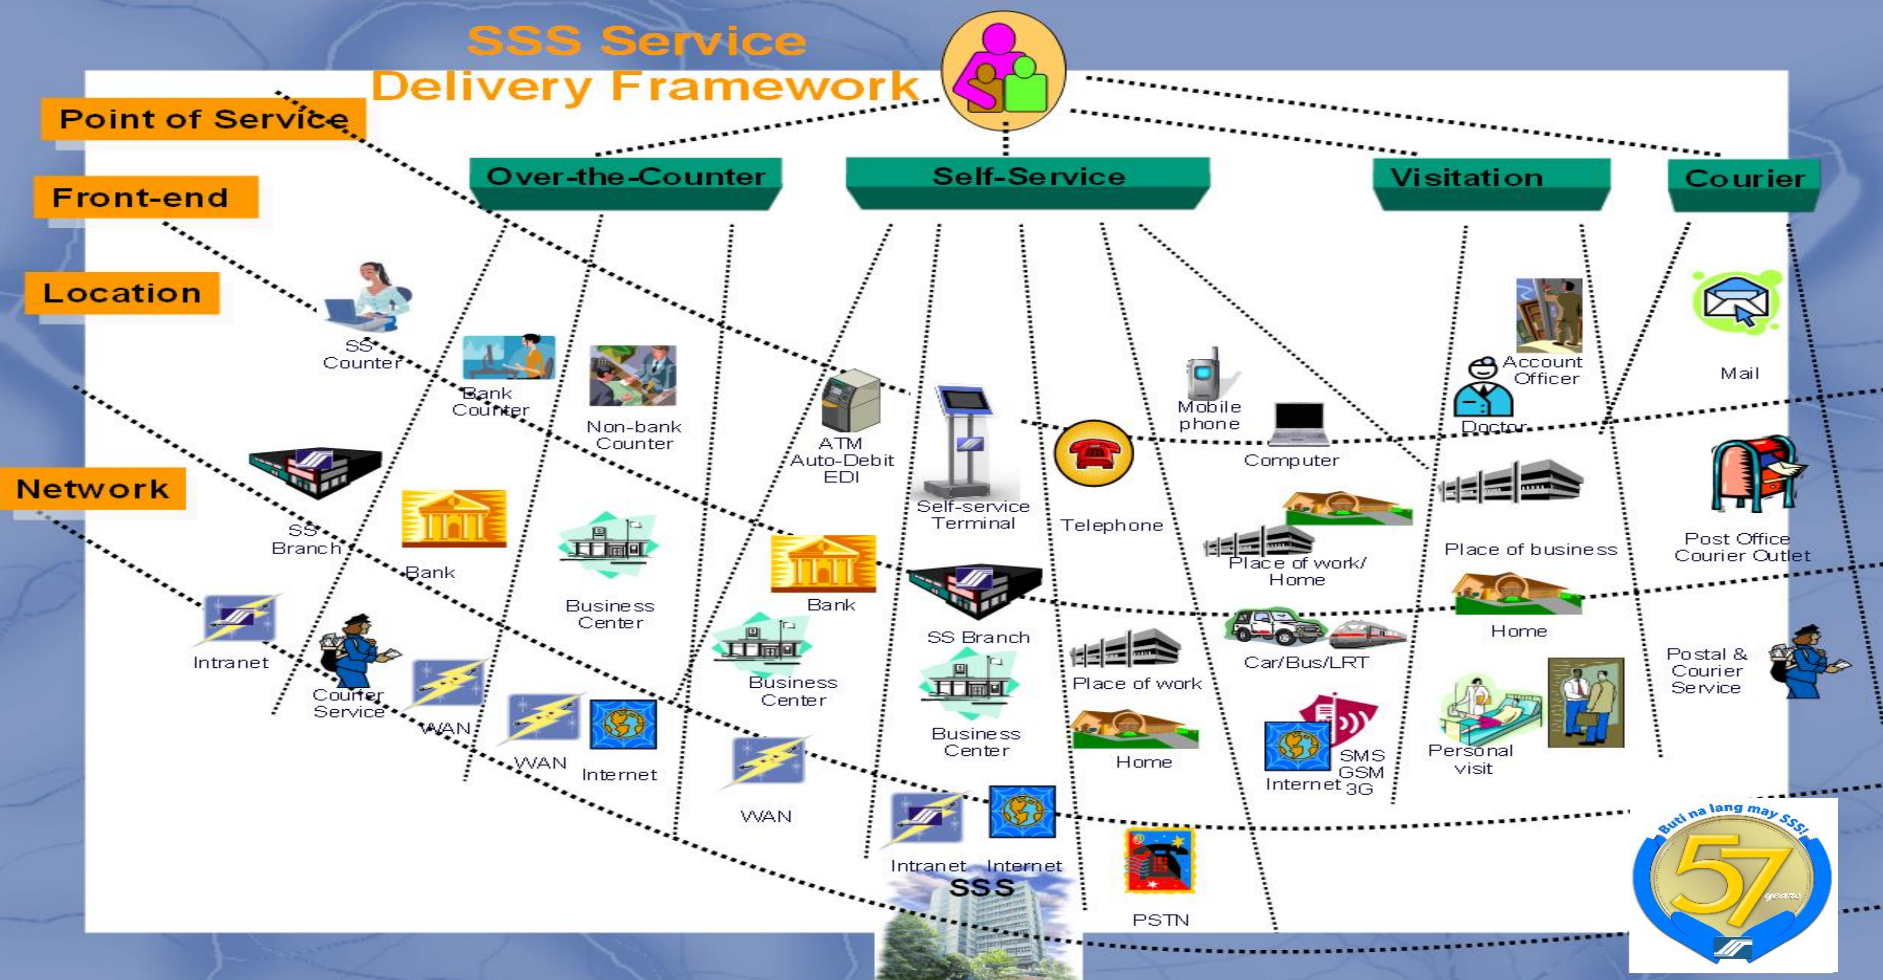 SSS Service
Delivery Framework
Point of Service
Over-the-Counter
Self-Service
Visitation
Courier
Front-end
Location
SS
Counter
Bank
Counter
Non-bank
Counter
ATM
Auto-Debit
EDI
Self-service
Terminal
Telephone
Mobile
phone
Computer
Account
Officer
Doctor
Mail
Network
SS
Branch
Bank
Business
Center
Bank
Business
Center
SS Branch
Business
Center
Place of work
Home
Place of work/
Home
Car/Bus/LRT
Place of business
Home
Post Office
Courier Outlet
Intranet
Courier
Service
WAN
WAN
Internet
WAN
Intranet
Internet
PSTN
Internet
SMS
GSM
3G
Personal
visit
Postal &
Courier
Service
SSS
Buti na lang may SSS!
57
years